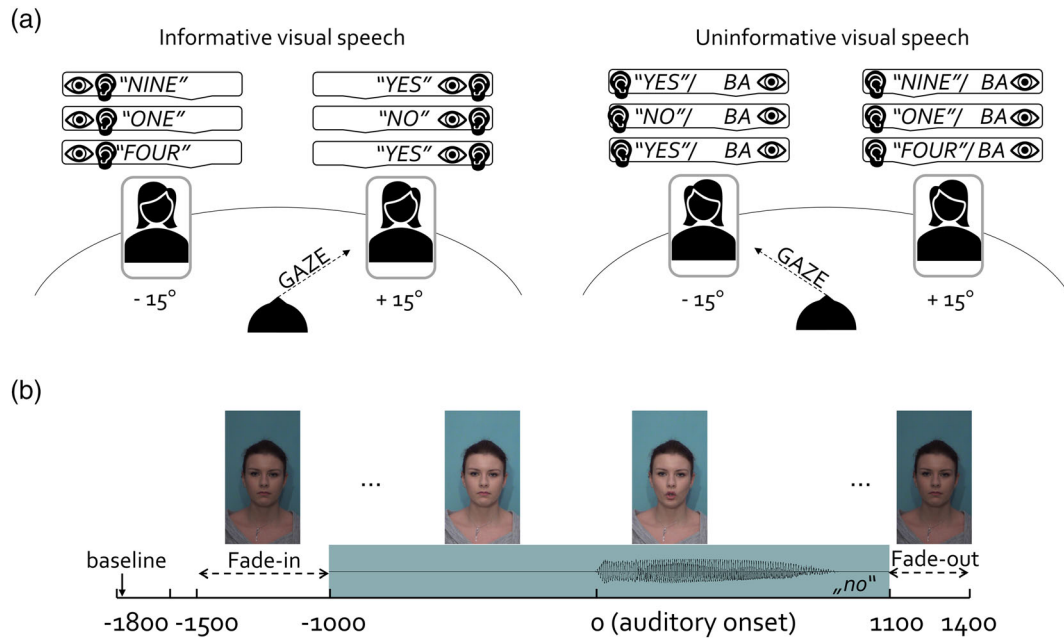 (a)
Informative visual speech
Uninformative visual speech
"NINE"
"YES"
"YES"/ BA
"NINE"/ BA
"ONE"
"NO"
"NO"/ BA
"ONE"/ BA
"FOUR"
"YES"
"YES"/ BA
"FOUR"/BA
GAZE
GAZE
- 15°
+ 15°
- 15°
+ 15°
(b)
... ...
baseline
Fade-in
Fade-out
„no“
-1800 -1500 -1000 0 (auditory onset) 1100 1400